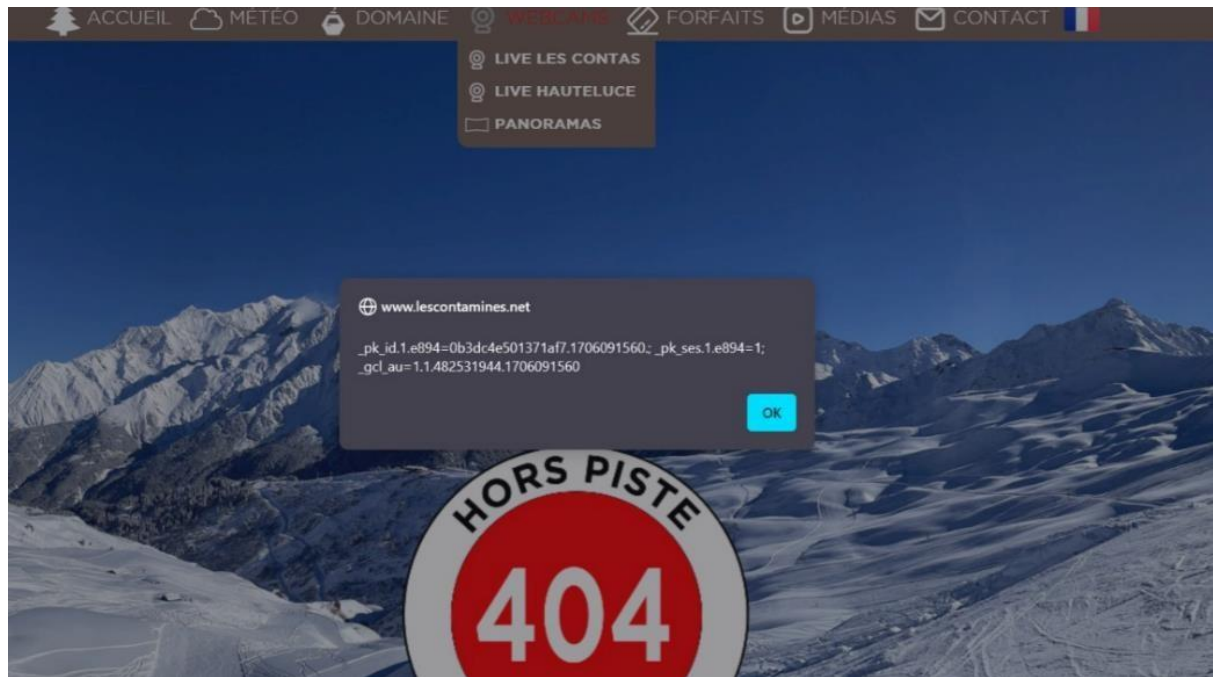 ACCUEIL MÉTÉO DOMAINE WEBCAMS FORFAITS MÉDIAS CONTACT
LIVE LES CONTAS
LIVE HAUTELUCE
PANORAMAS
www.lescontamines.net
_pk_id.1.e894=0b3dc4e501371af7.1706091560.; _pk_ses.1.e894=1;
_gcl_au=1.1.482531944.1706091560
OK
HORS PISTE
404